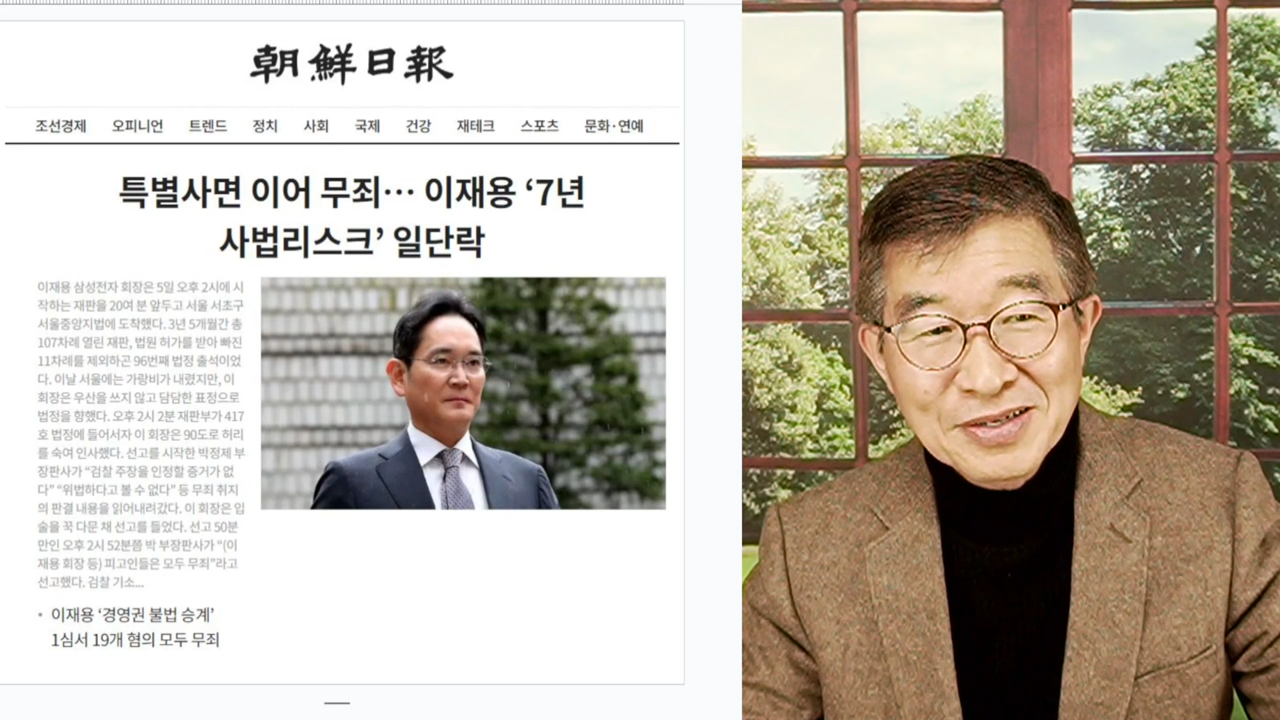 朝鮮日報
조선경제 오피니언 트렌드 정치 사회 국제 건강 재테크 스포츠 문화·연예
특별사면 이어 무죄… 이재용 ‘7년
사법리스크’ 일단락
이재용 삼성전자 회장은 5일 오후 2시에 시
작하는 재판을 20여 분 앞두고 서울 서초구
서울중앙지법에 도착했다. 3년 5개월간 총
107차례 열린 재판, 법원 허가를 받아 빠진
11차례를 제외하곤 96번째 법정 출석이었
다. 이날 서울에는 가랑비가 내렸지만, 이
회장은 우산을 쓰지 않고 담담한 표정으로
법정을 향했다. 오후 2시 2분 재판부가 417
호 법정에 들어서자 이 회장은 90도로 허리
를 숙여 인사했다. 선고를 시작한 박정제 부
장판사가 “검찰 주장을 인정할 증거가 없
다” “위법하다고 볼 수 없다” 등 무죄 취지
의 판결 내용을 읽어내려갔다. 이 회장은 입
술을 꾹 다문 채 선고를 들었다. 선고 50분
만인 오후 2시 52분쯤 박 부장판사가 “(이
재용 회장 등) 피고인들은 모두 무죄”라고
선고했다. 검찰 기소...
• 이재용 ‘경영권 불법 승계’
1심서 19개 혐의 모두 무죄